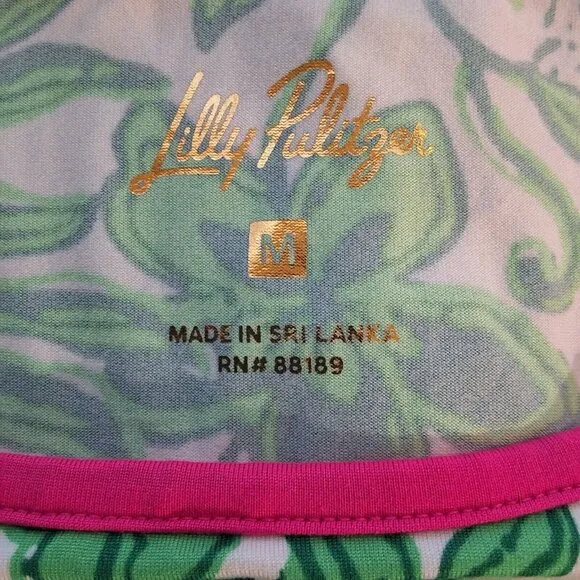 Lilly Pulitzer
M
MADE IN SRI LANKA
RN# 88189